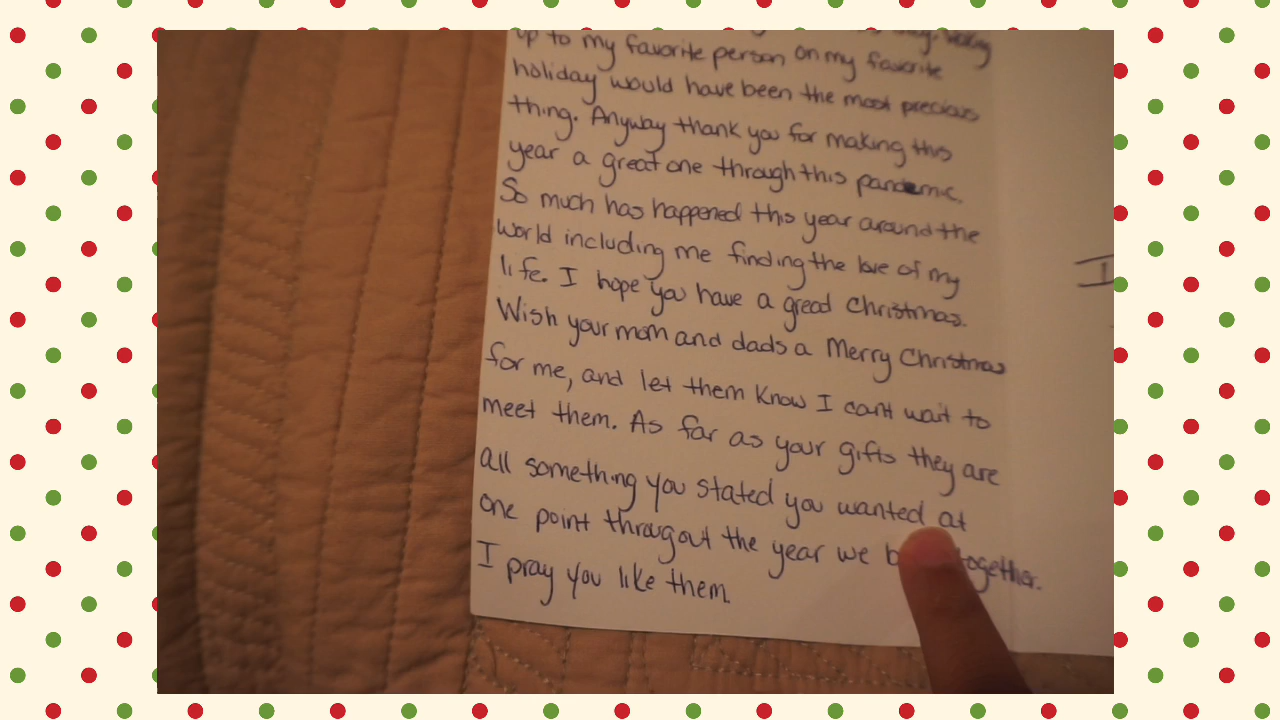 up to my favorite person on my favorite
holiday would have been the most precious
thing. Anyway thank you for making this
year a great one through this pandemic.
So much has happened this year around the
world including me finding the love of my
life. I hope you have a great Christmas.
Wish your mom and dads a Merry Christmas
for me, and let them know I cant wait to
meet them. As far as your gifts they are
all something you stated you wanted at
one point througout the year we together.
I pray you like them.
I